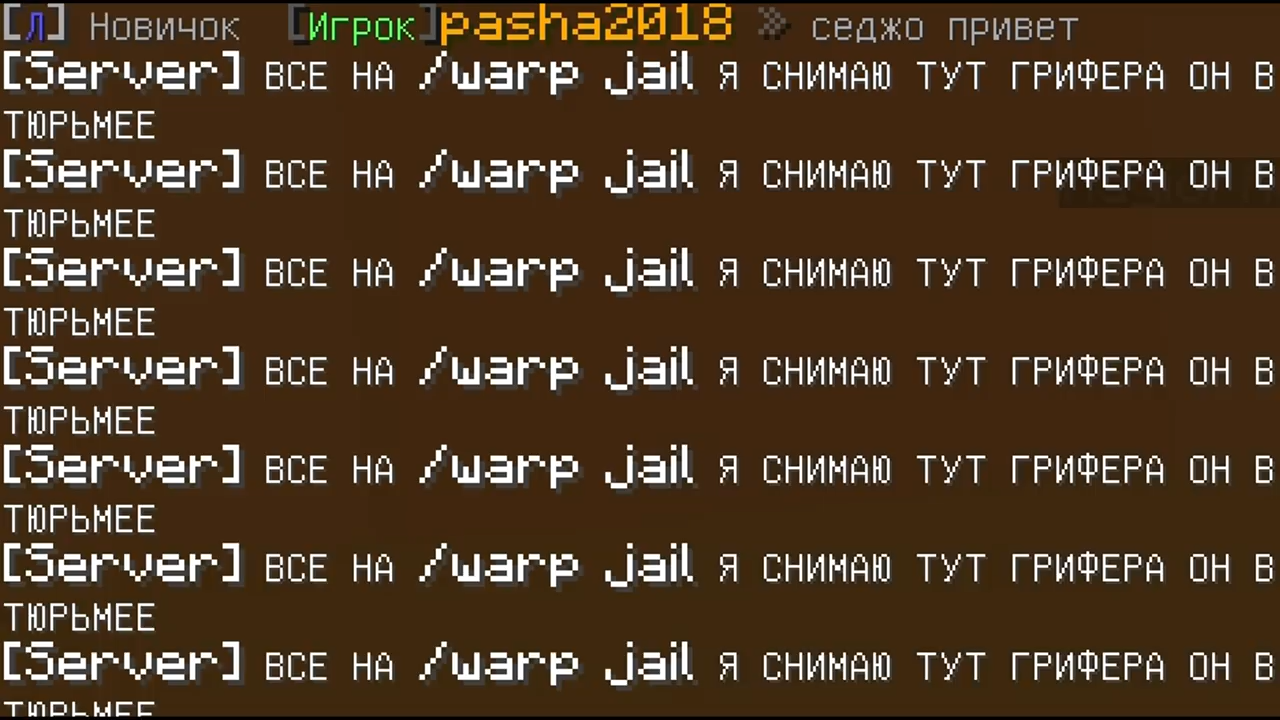 [Л] Новичок [Игрок]pasha2018 » седжо привет
[Server] ВСЕ НА /warp jail Я СНИМАЮ ТУТ ГРИФЕРА ОН В
ТЮРЬМЕЕ
[Server] ВСЕ НА /warp jail Я СНИМАЮ ТУТ ГРИФЕРА ОН В
ТЮРЬМЕЕ
[Server] ВСЕ НА /warp jail Я СНИМАЮ ТУТ ГРИФЕРА ОН В
ТЮРЬМЕЕ
[Server] ВСЕ НА /warp jail Я СНИМАЮ ТУТ ГРИФЕРА ОН В
ТЮРЬМЕЕ
[Server] ВСЕ НА /warp jail Я СНИМАЮ ТУТ ГРИФЕРА ОН В
ТЮРЬМЕЕ
[Server] ВСЕ НА /warp jail Я СНИМАЮ ТУТ ГРИФЕРА ОН В
ТЮРЬМЕЕ
[Server] ВСЕ НА /warp jail Я СНИМАЮ ТУТ ГРИФЕРА ОН В
ТЮРЬМЕЕ